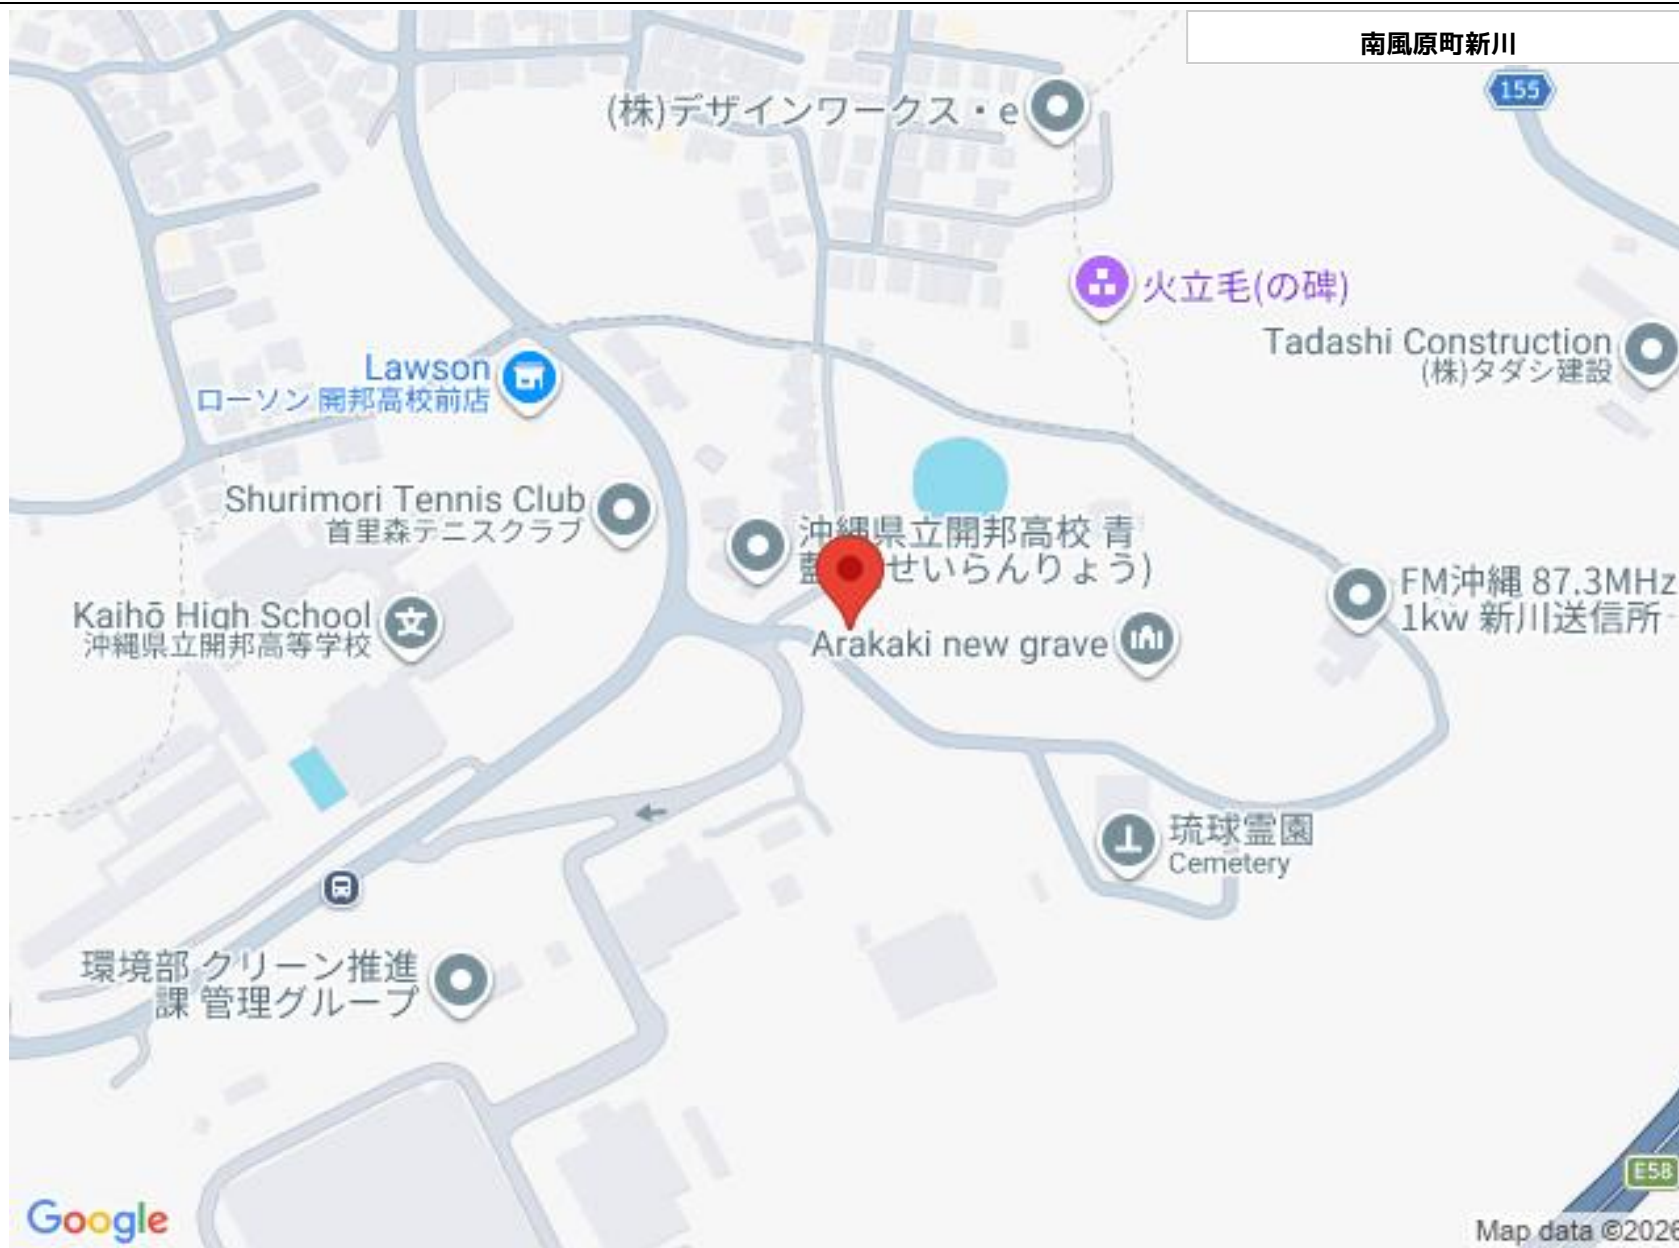 南風原町新川
155
(株)デザインワークス・e
火立毛(の碑)
Tadashi Construction
(株)タダシ建設
Lawson
ローソン 開邦高校前店
Shurimori Tennis Club
首里森テニスクラブ
沖縄県立開邦高校 青
藍 せいらんりょう)
FM沖縄 87.3MHz
1kw 新川送信所
Kaihō High School
沖縄県立開邦高等学校
Arakaki new grave
琉球霊園
Cemetery
環境部 クリーン推進
課 管理グループ
E58
Google
Map data ©2026